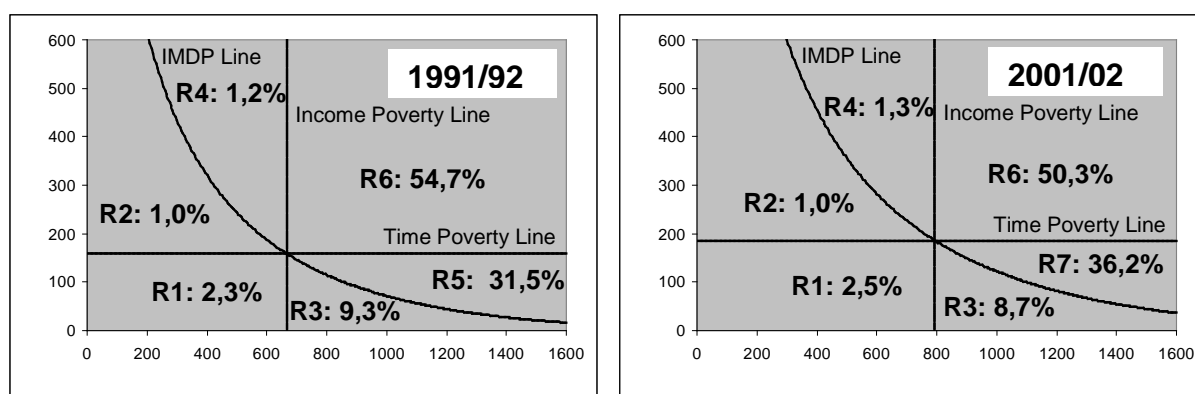 600
500
400
300
200
100
0
IMDP Line
1991/92
R4: 1,2%
Income Poverty Line
R6: 54,7%
R2: 1,0%
Time Poverty Line
R5: 31,5%
R1: 2,3%
R3: 9,3%
0 200 400 600 800 1000 1200 1400 1600
600
500
400
300
200
100
0
IMDP Line
2001/02
R4: 1,3%
Income Poverty Line
R6: 50,3%
R2: 1,0%
Time Poverty Line
R7: 36,2%
R1: 2,5%
R3: 8,7%
0 200 400 600 800 1000 1200 1400 1600